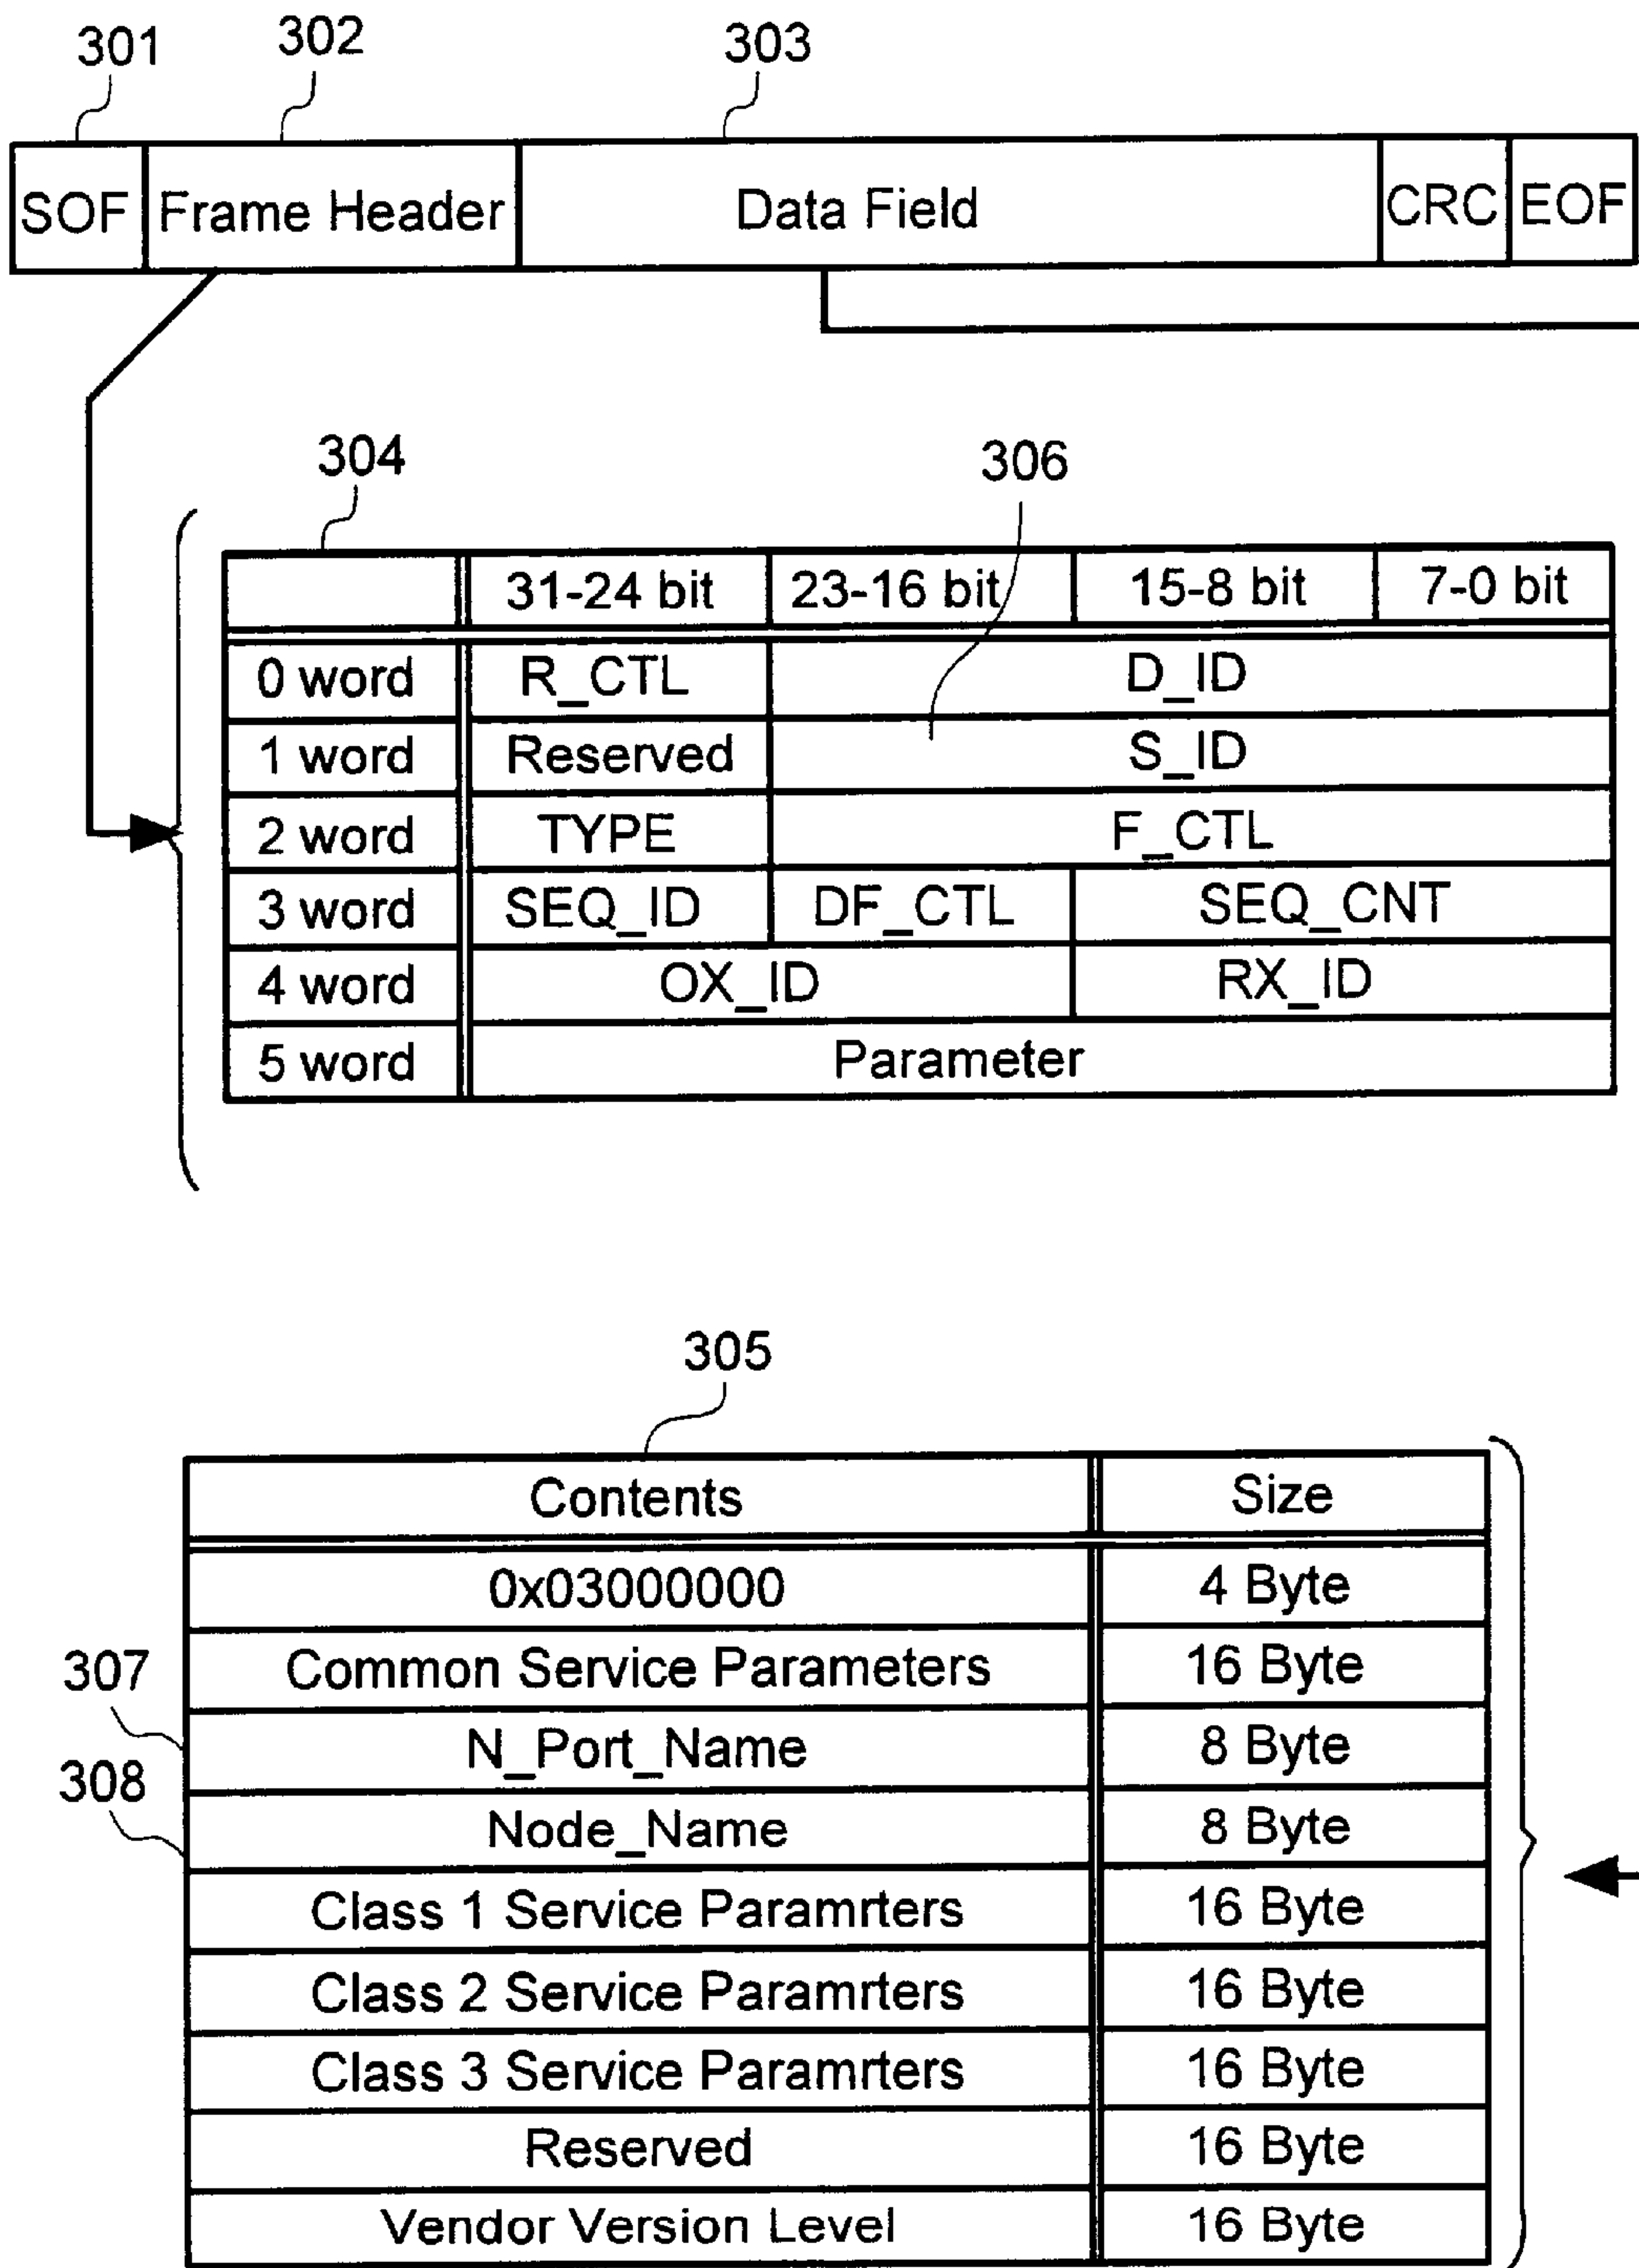 301 302 303
SOF Frame Header Data Field CRC EOF
304 306
31-24 bit 23-16 bit 15-8 bit 7-0 bit
0 word R_CTL D_ID
1 word Reserved S_ID
2 word TYPE F_CTL
3 word SEQ_ID DF_CTL SEQ_CNT
4 word OX_ID RX_ID
5 word Parameter
305
Contents Size
0x03000000 4 Byte
307 Common Service Parameters 16 Byte
N_Port_Name 8 Byte
308 Node_Name 8 Byte
Class 1 Service Paramrters 16 Byte
Class 2 Service Paramrters 16 Byte
Class 3 Service Paramrters 16 Byte
Reserved 16 Byte
Vendor Version Level 16 Byte